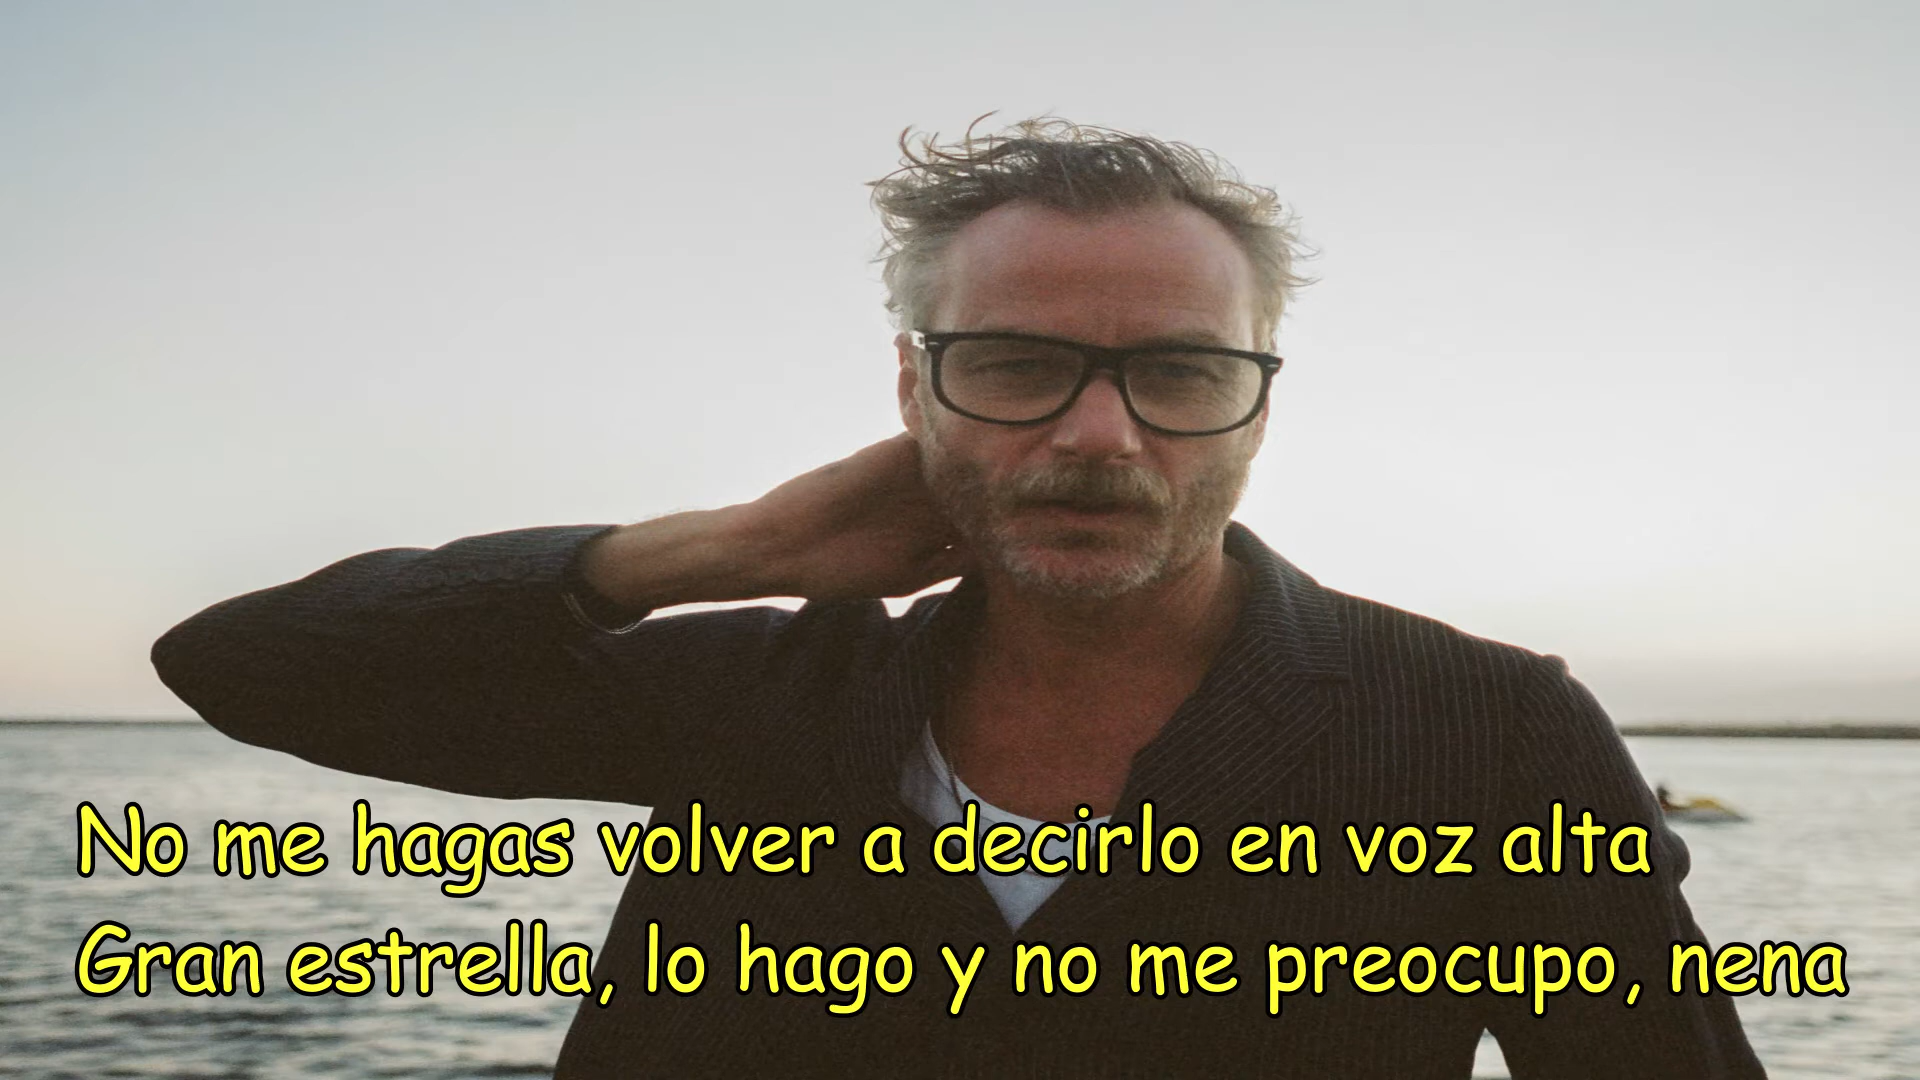 No me hagas volver a decirlo en voz alta
Gran estrella, lo hago y no me preocupo, nena